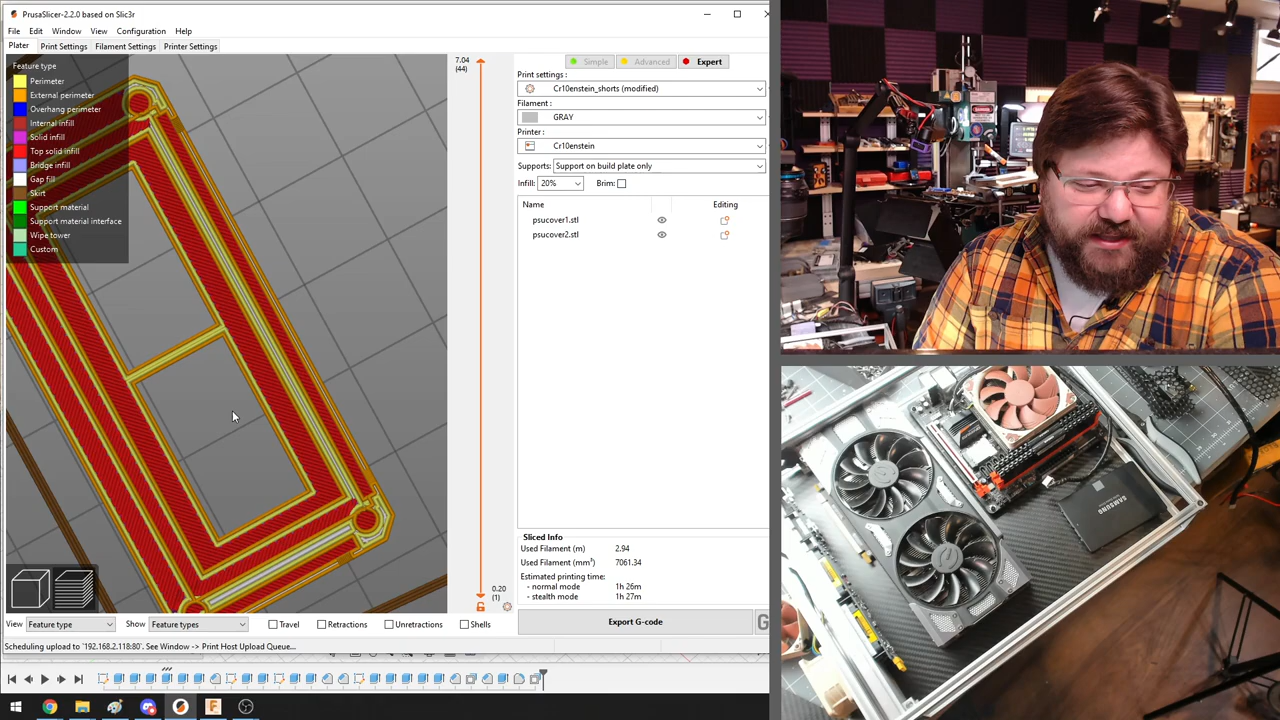 PrusaSlicer-2.2.0 based on Slic3r
File Edit Window View Configuration Help
Plater Print Settings Filament Settings Printer Settings
Feature type
Perimeter
External perimeter
Overhang perimeter
Internal infill
Solid infill
Top solid infill
Bridge infill
Gap fill
Skirt
Support material
Support material interface
Wipe tower
Custom
7.04
(44)
0.20
(1)
Simple Advanced Expert
Print settings :
Cr10enstein_shorts (modified)
Filament :
GRAY
Printer :
Cr10enstein
Supports: Support on build plate only
Infill: 20% Brim:
Name Editing
psucover1.stl
psucover2.stl
Sliced Info
Used Filament (m) 2.94
Used Filament (mm³) 7061.34
Estimated printing time:
- normal mode 1h 26m
- stealth mode 1h 27m
Export G-code
G
View Feature type Show Feature types Travel Retractions Unretractions Shells
Scheduling upload to `192.168.2.118:80`. See Window -> Print Host Upload Queue...
SAMSUNG